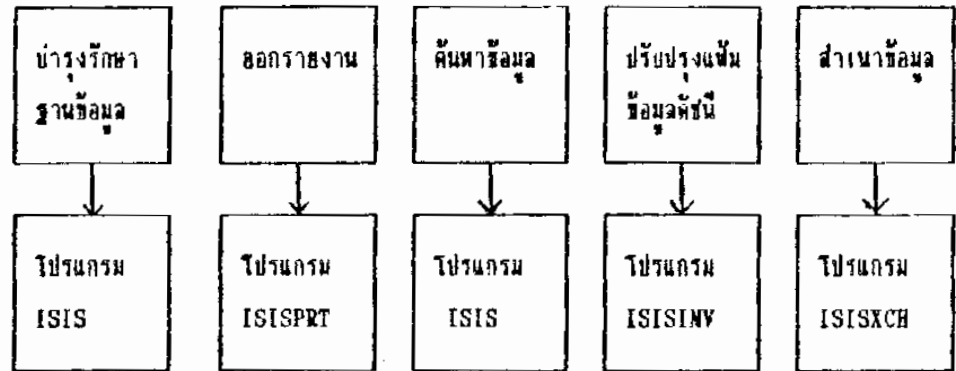 บำรุงรักษา
ฐานข้อมูล
ออกรายงาน
ค้นหาข้อมูล
ปรับปรุงแฟ้ม
ข้อมูลดัชนี
สำเนาข้อมูล
โปรแกรม
ISIS
โปรแกรม
ISISPRT
โปรแกรม
ISIS
โปรแกรม
ISISINV
โปรแกรม
ISISXCH